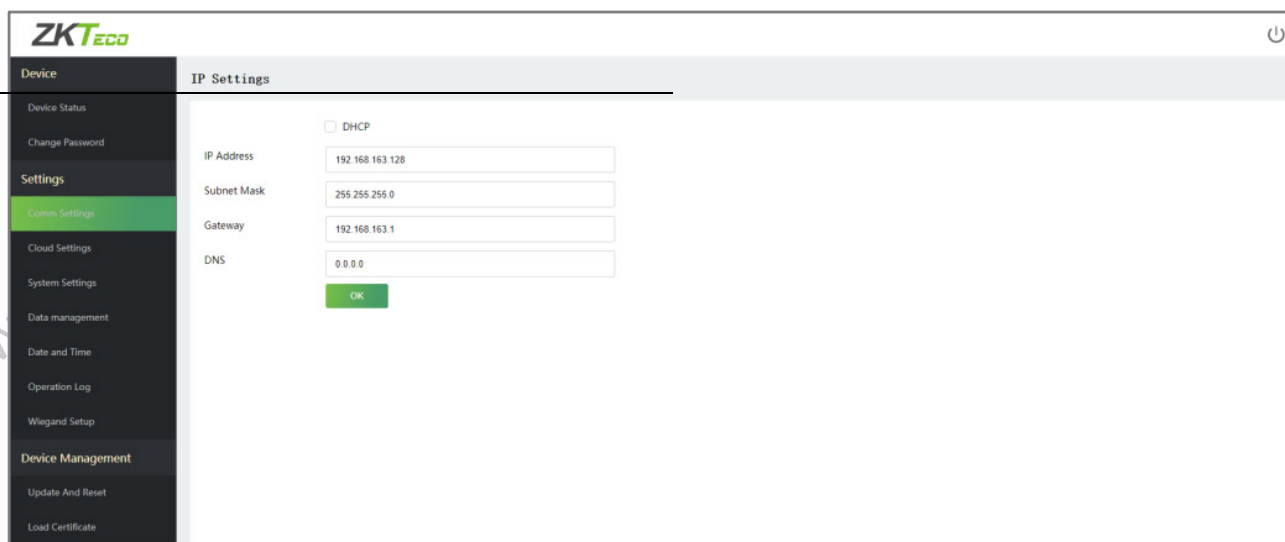 ZKTeco
Device
Device Status
Change Password
Settings
Comm Settings
Cloud Settings
System Settings
Data management
Date and Time
Operation Log
Wiegand Setup
Device Management
Update And Reset
Load Certificate
IP Settings
DHCP
IP Address 192.168.163.128
Subnet Mask 255.255.255.0
Gateway 192.168.163.1
DNS 0.0.0.0
OK